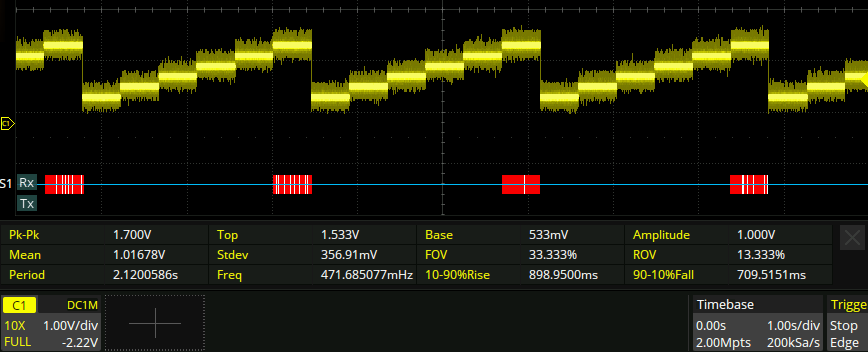 C1
S1 Rx
Tx
Pk-Pk 1.700V Top 1.533V Base 533mV Amplitude 1.000V
Mean 1.01678V Stdev 356.91mV FOV 33.333% ROV 13.333%
Period 2.1200586s Freq 471.685077mHz 10-90%Rise 898.9500ms 90-10%Fall 709.5151ms
C1 DC1M Timebase Trigge
10X 1.00V/div 0.00s 1.00s/div Stop
FULL -2.22V 2.00Mpts 200kSa/s Edge